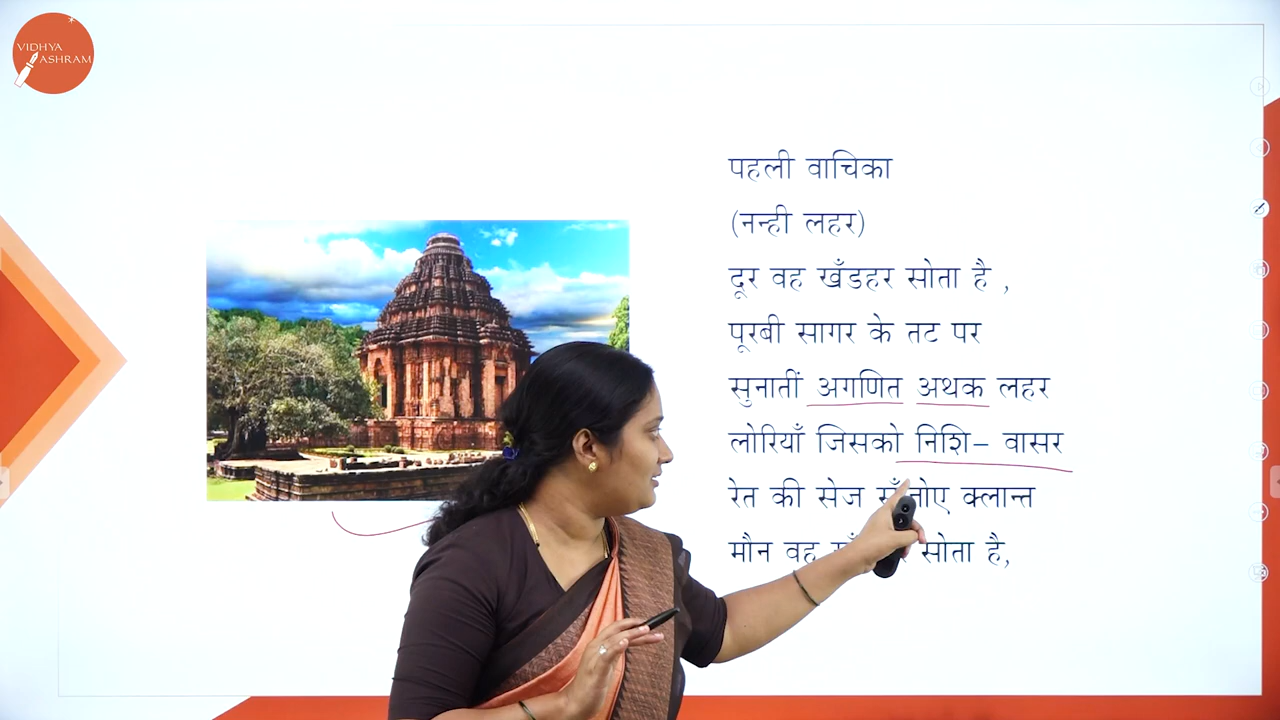 VIDHYA
ASHRAM
पहली वाचिका
(नन्ही लहर)
दूर वह खँडहर सोता है ,
पूरबी सागर के तट पर
सुनातीं अगणित अथक लहर
लोरियाँ जिसको निशि- वासर
रेत की सेज क्लान्त
मौन वह सोता है,